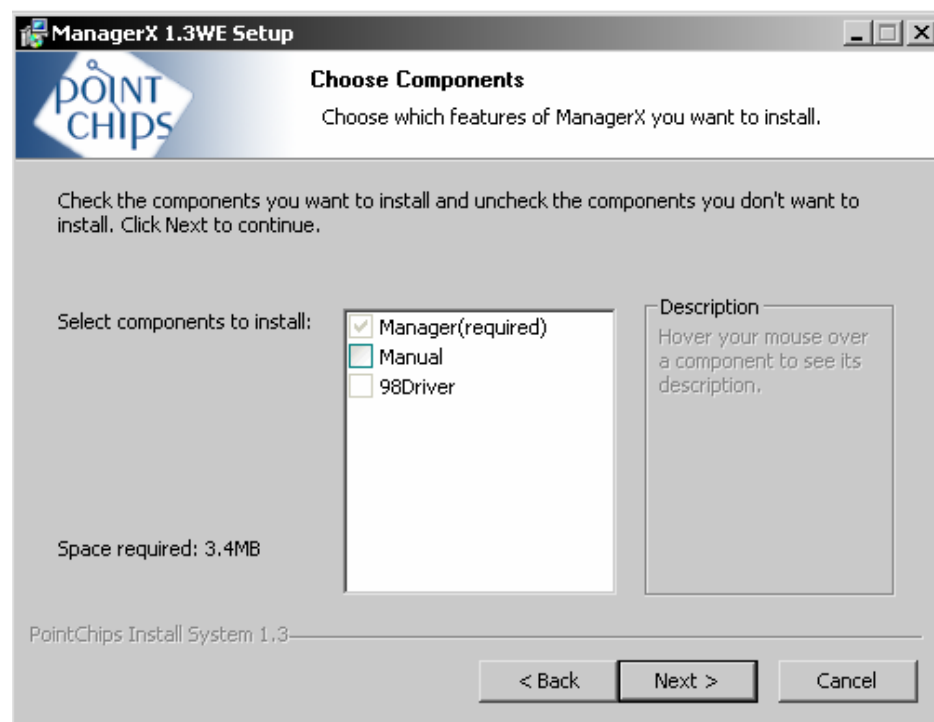 ManagerX 1.3WE Setup
POINT
CHIPS
Choose Components
Choose which features of ManagerX you want to install.
Check the components you want to install and uncheck the components you don't want to
install. Click Next to continue.
Select components to install:
Manager(required)
Manual
98Driver
Description
Hover your mouse over
a component to see its
description.
Space required: 3.4MB
PointChips Install System 1.3
< Back
Next >
Cancel